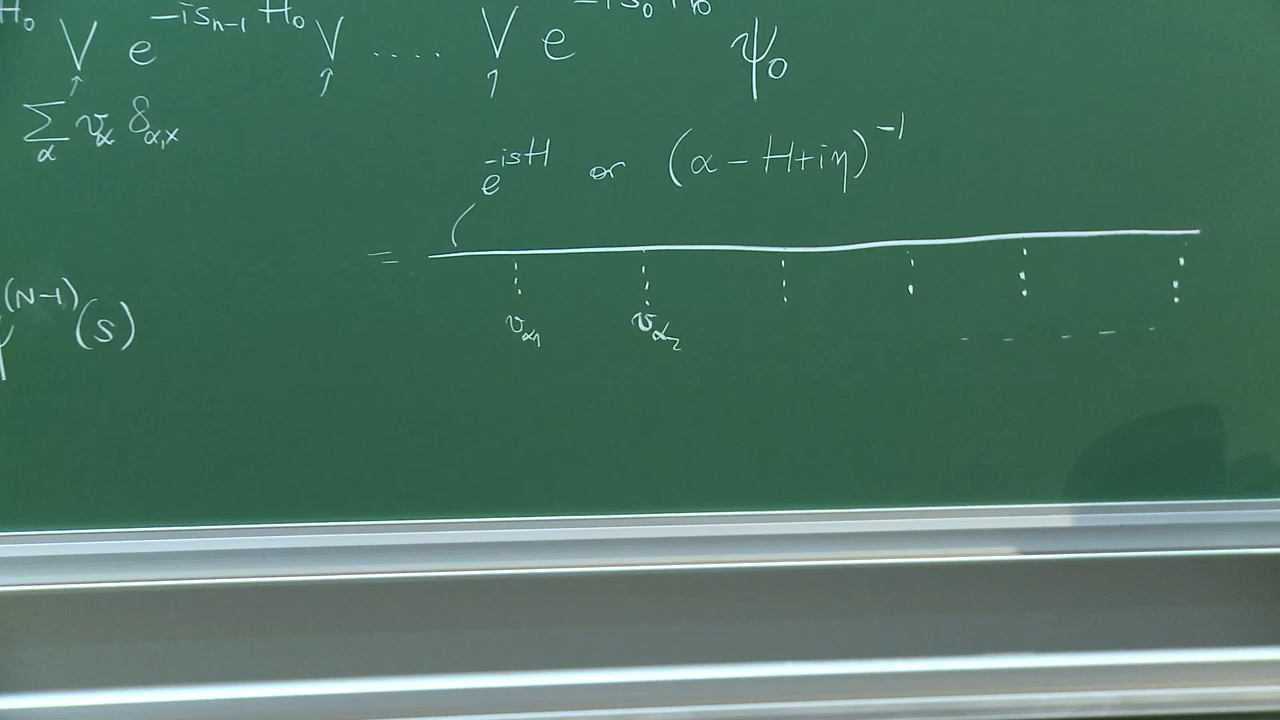 H₀ V e^{-is_{n-1} H₀} V .... V e^{-is₀ H₀} ψ₀
↑ ↑ ↑
∑_α v_α δ_{α,x}
e^{-isH} or (α - H + iη)^{-1}
=
v_{α₁} v_{α₂} - - - - -
ψ^{(N-1)}(s)